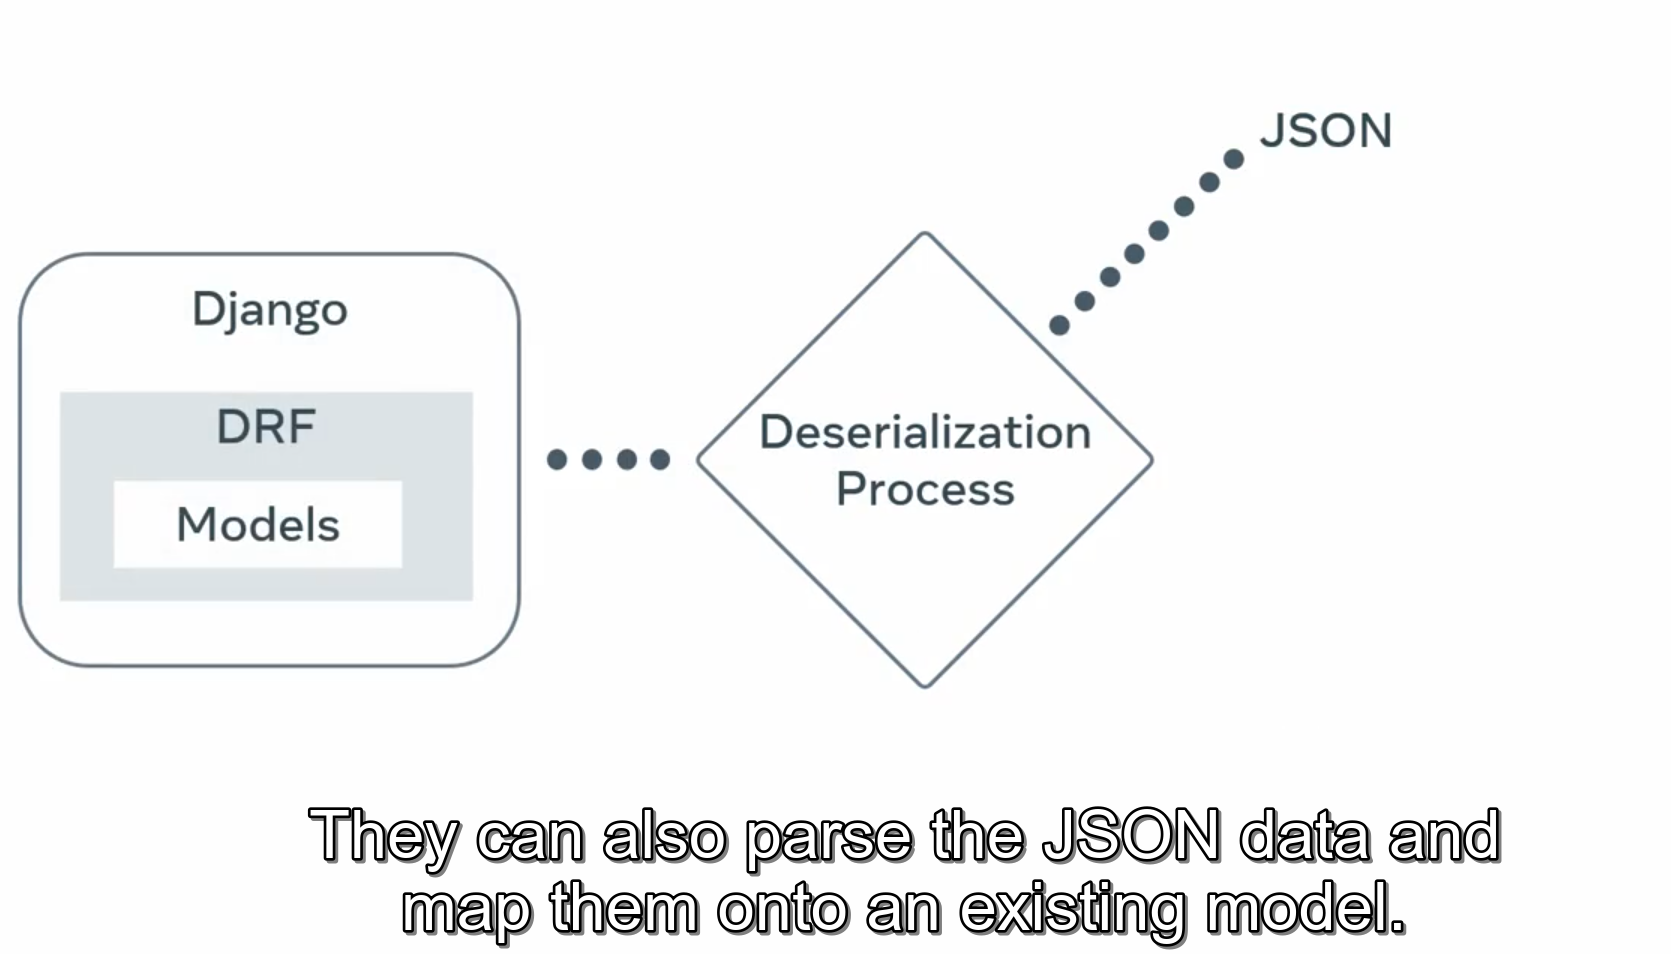 JSON
Django
DRF
Models
Deserialization
Process
They can also parse the JSON data and
map them onto an existing model.